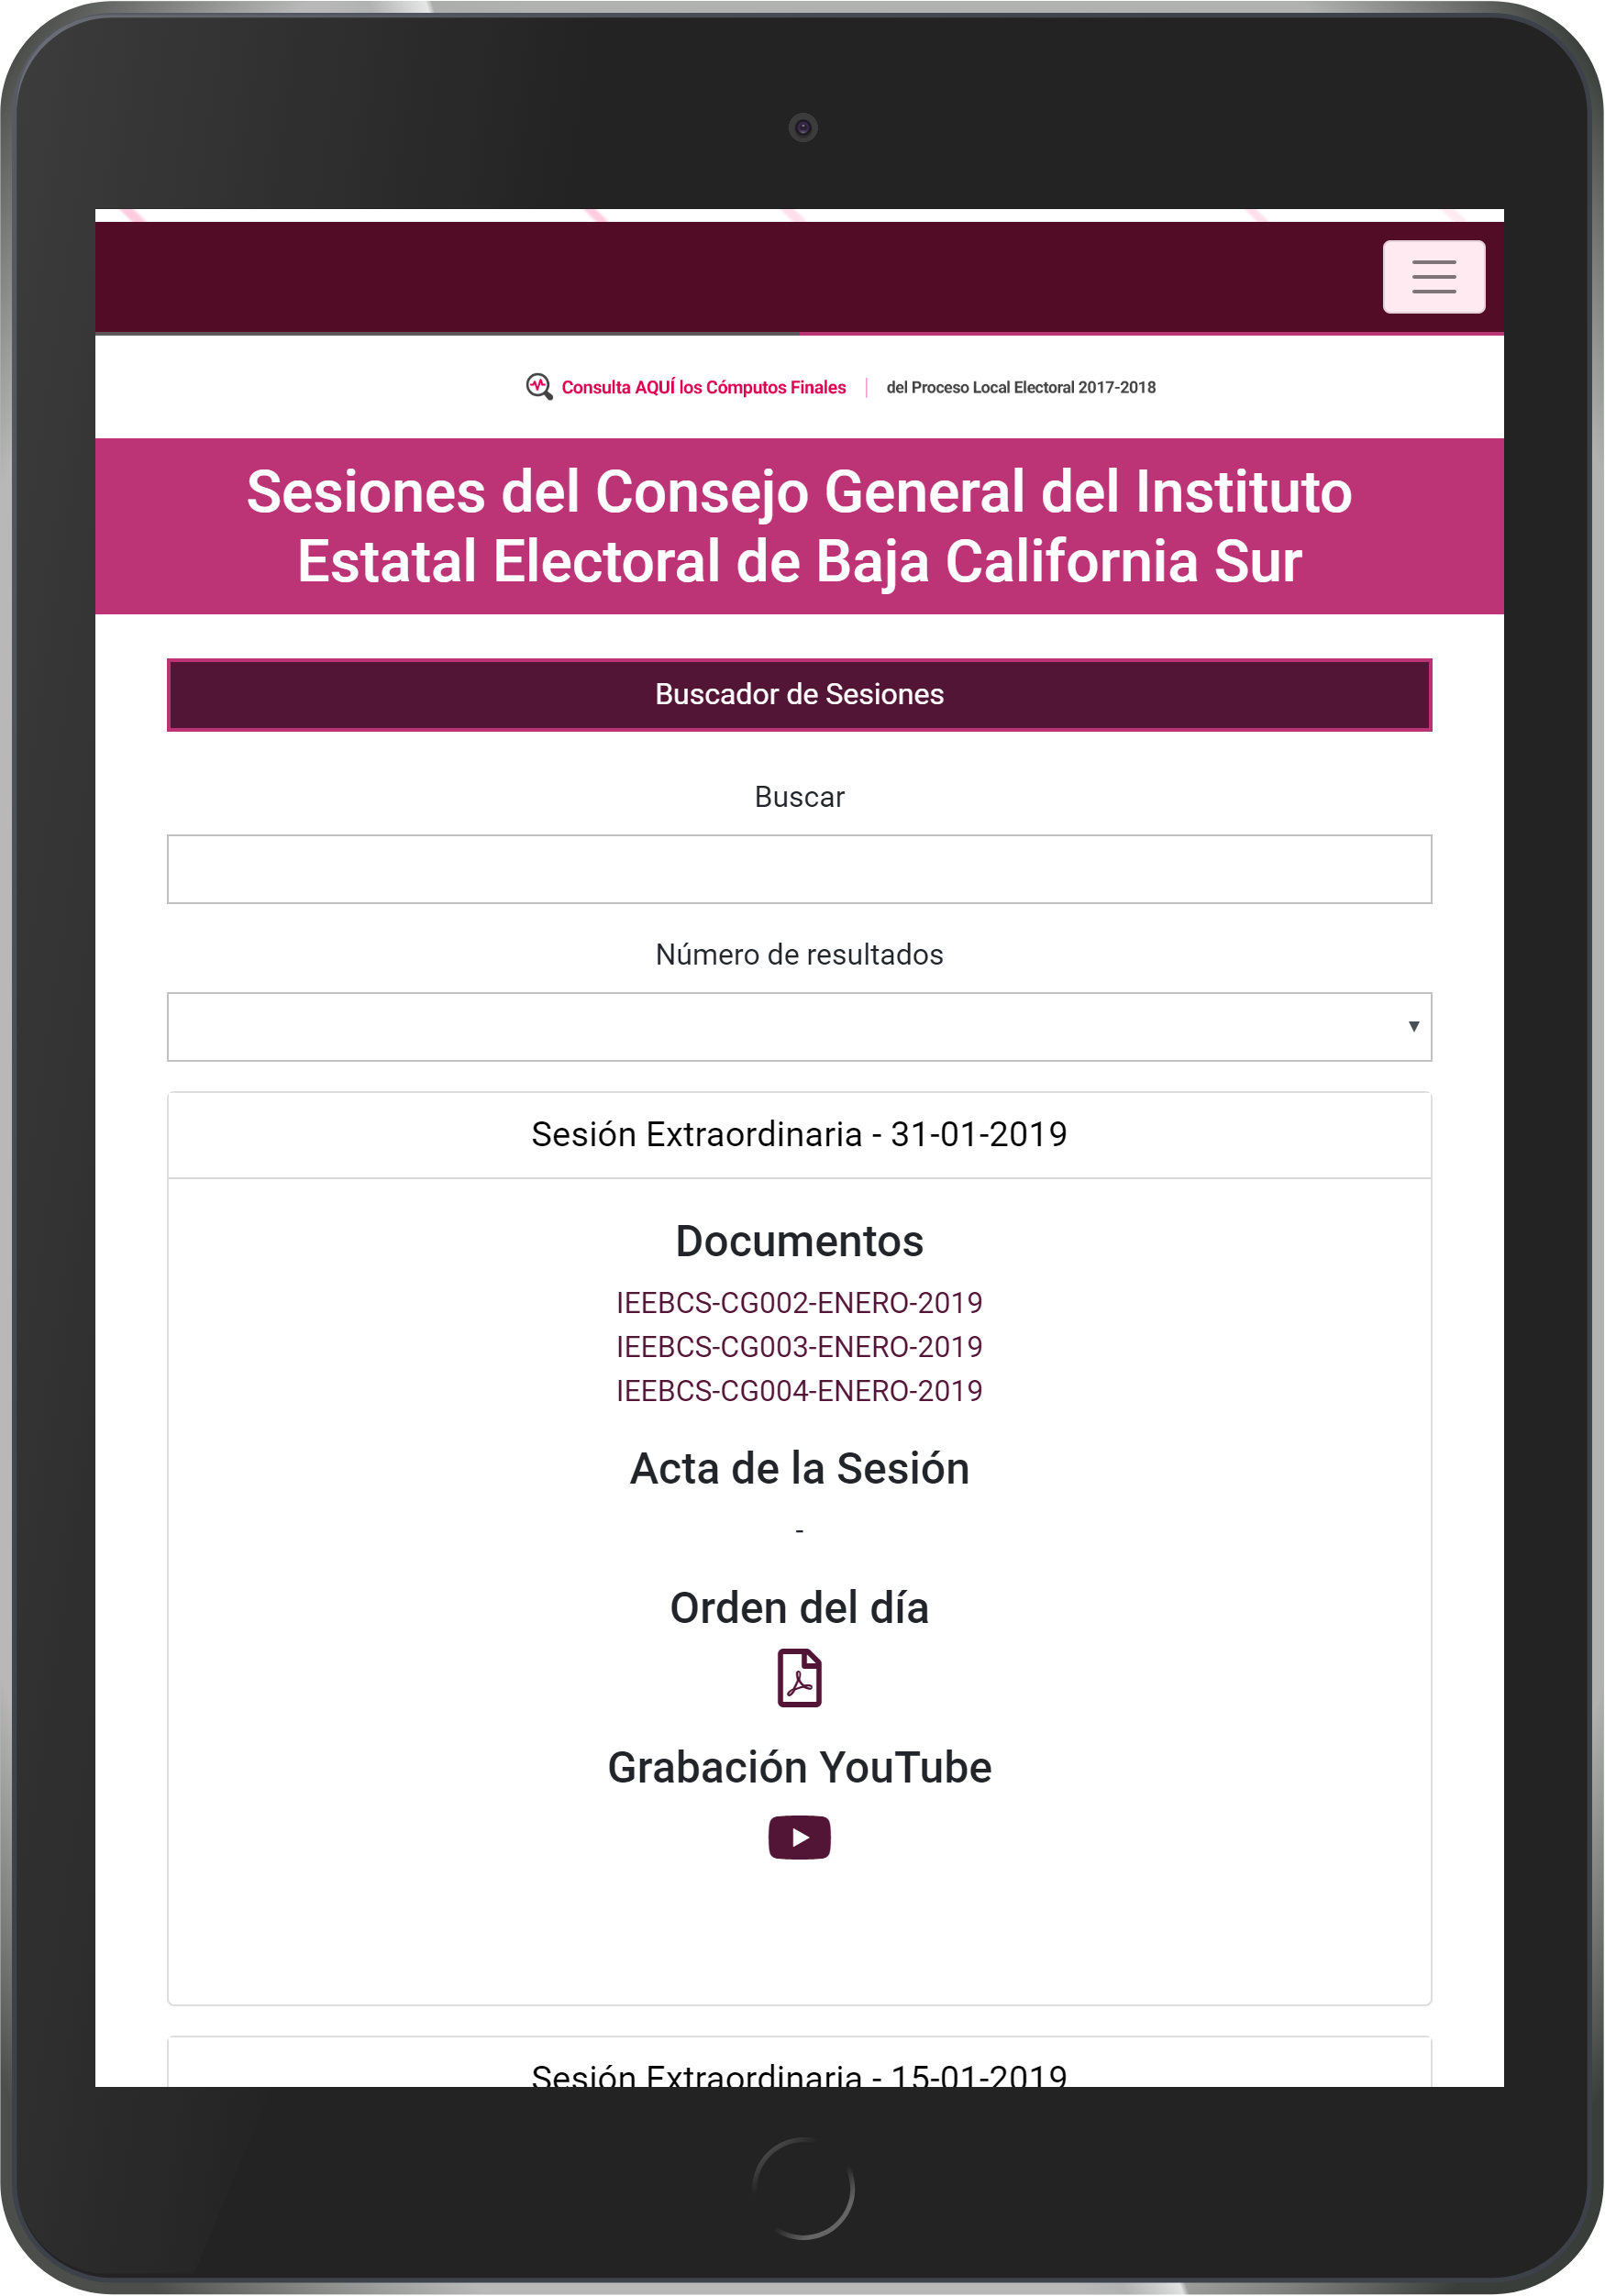 Consulta AQUÍ los Cómputos Finales | del Proceso Local Electoral 2017-2018
Sesiones del Consejo General del Instituto
Estatal Electoral de Baja California Sur
Buscador de Sesiones
Buscar
Número de resultados
Sesión Extraordinaria - 31-01-2019
Documentos
IEEBCS-CG002-ENERO-2019
IEEBCS-CG003-ENERO-2019
IEEBCS-CG004-ENERO-2019
Acta de la Sesión
-
Orden del día
Grabación YouTube
Sesión Extraordinaria - 15-01-2019